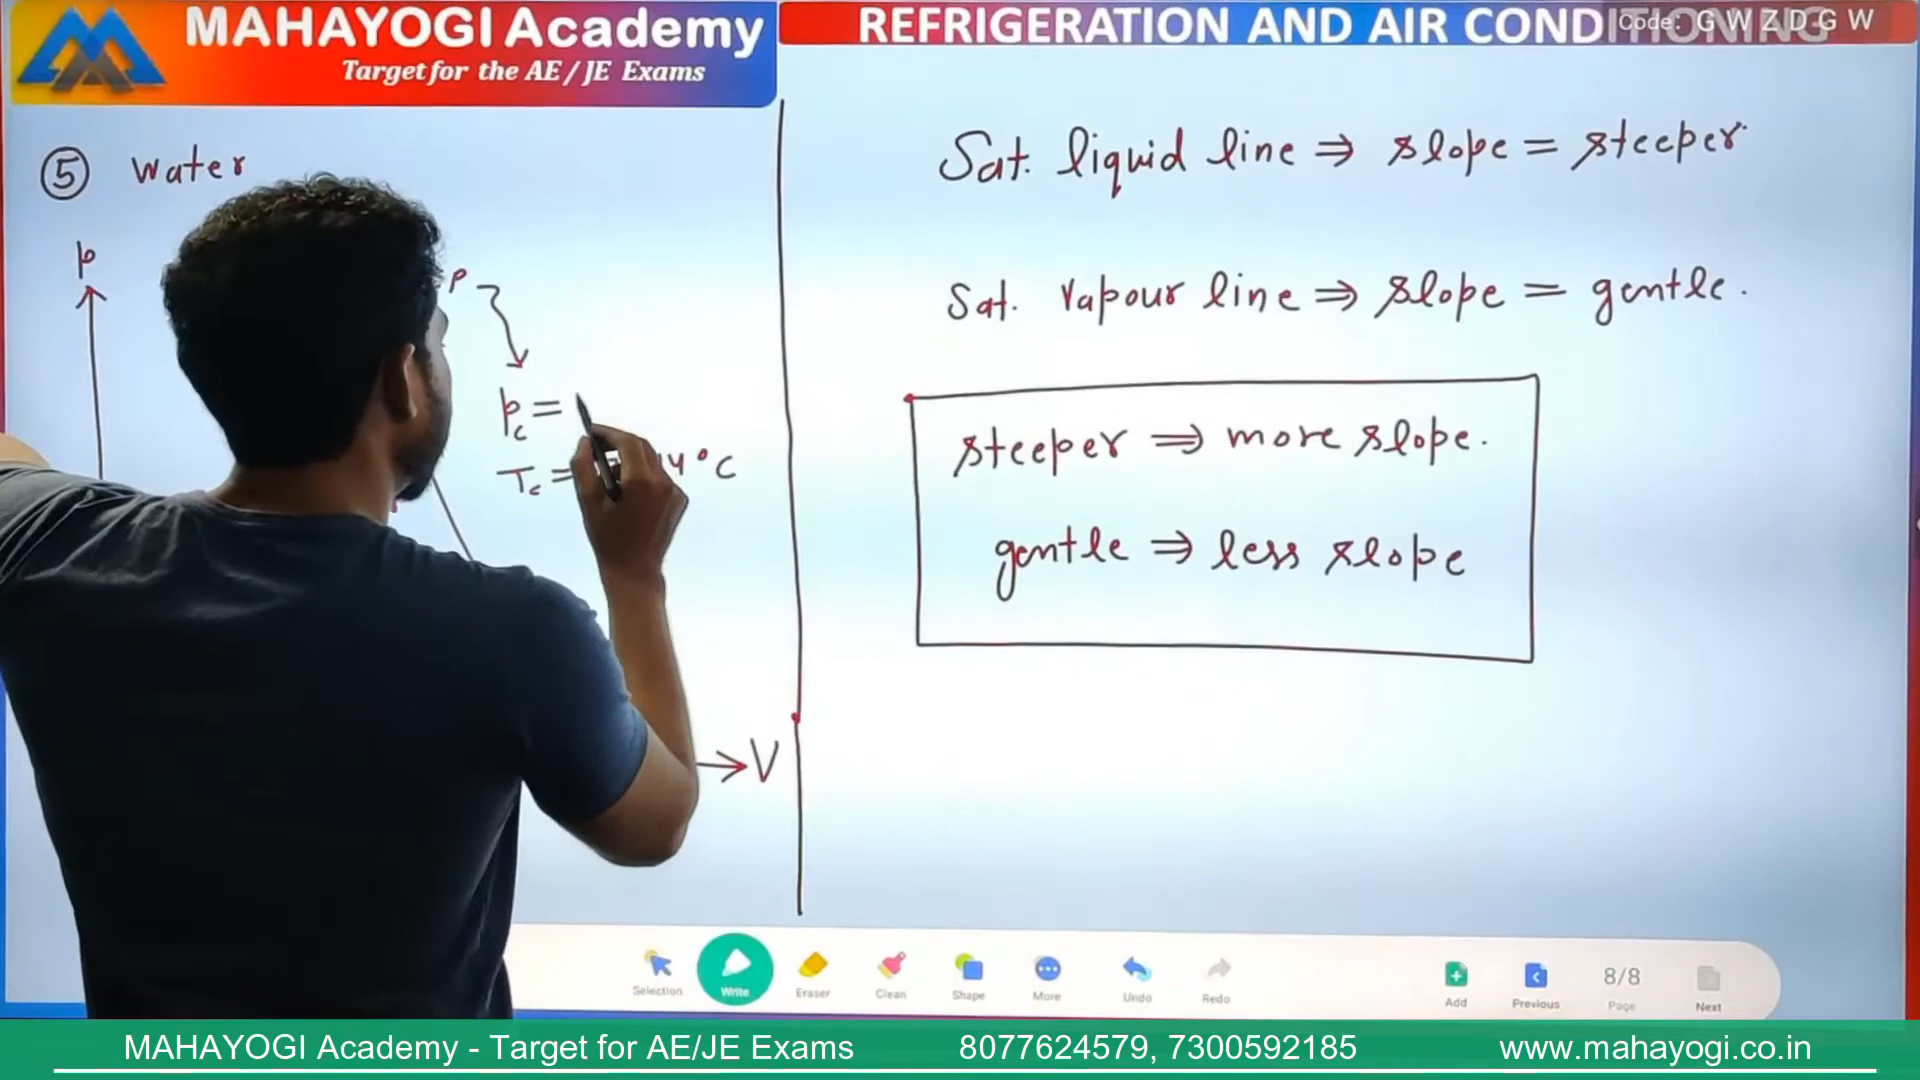 MAHAYOGI Academy
Target for the AE/JE Exams
REFRIGERATION AND AIR CONDITIONING
Code: G W Z D G W
⑤ Water
p
P
Pc =
Tc = 4°C
V
Sat. liquid line ⇒ slope = steeper.
Sat. Vapour line ⇒ slope = gentle.
steeper ⇒ more slope.
gentle ⇒ less slope
Selection
Write
Eraser
Clean
Shape
More
Undo
Redo
Add
Previous
8/8
Page
Next
MAHAYOGI Academy - Target for AE/JE Exams 8077624579, 7300592185 www.mahayogi.co.in